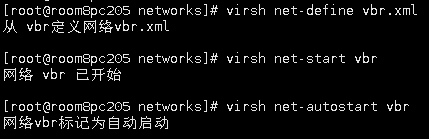 [root@room8pc205 networks]# virsh net-define vbr.xml
从 vbr定义网络vbr.xml
[root@room8pc205 networks]# virsh net-start vbr
网络 vbr 已开始
[root@room8pc205 networks]# virsh net-autostart vbr
网络vbr标记为自动启动